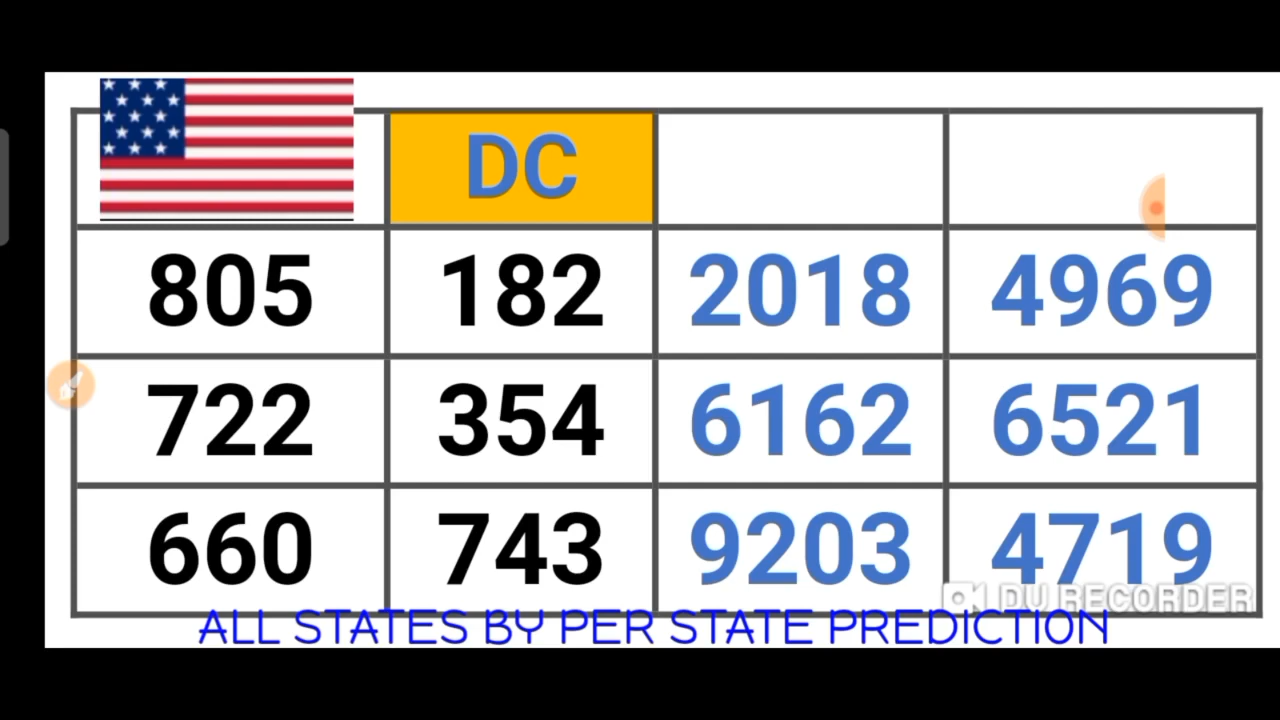 DC
805 182 2018 4969
722 354 6162 6521
660 743 9203 4719
DU RECORDER
ALL STATES BY PER STATE PREDICTION